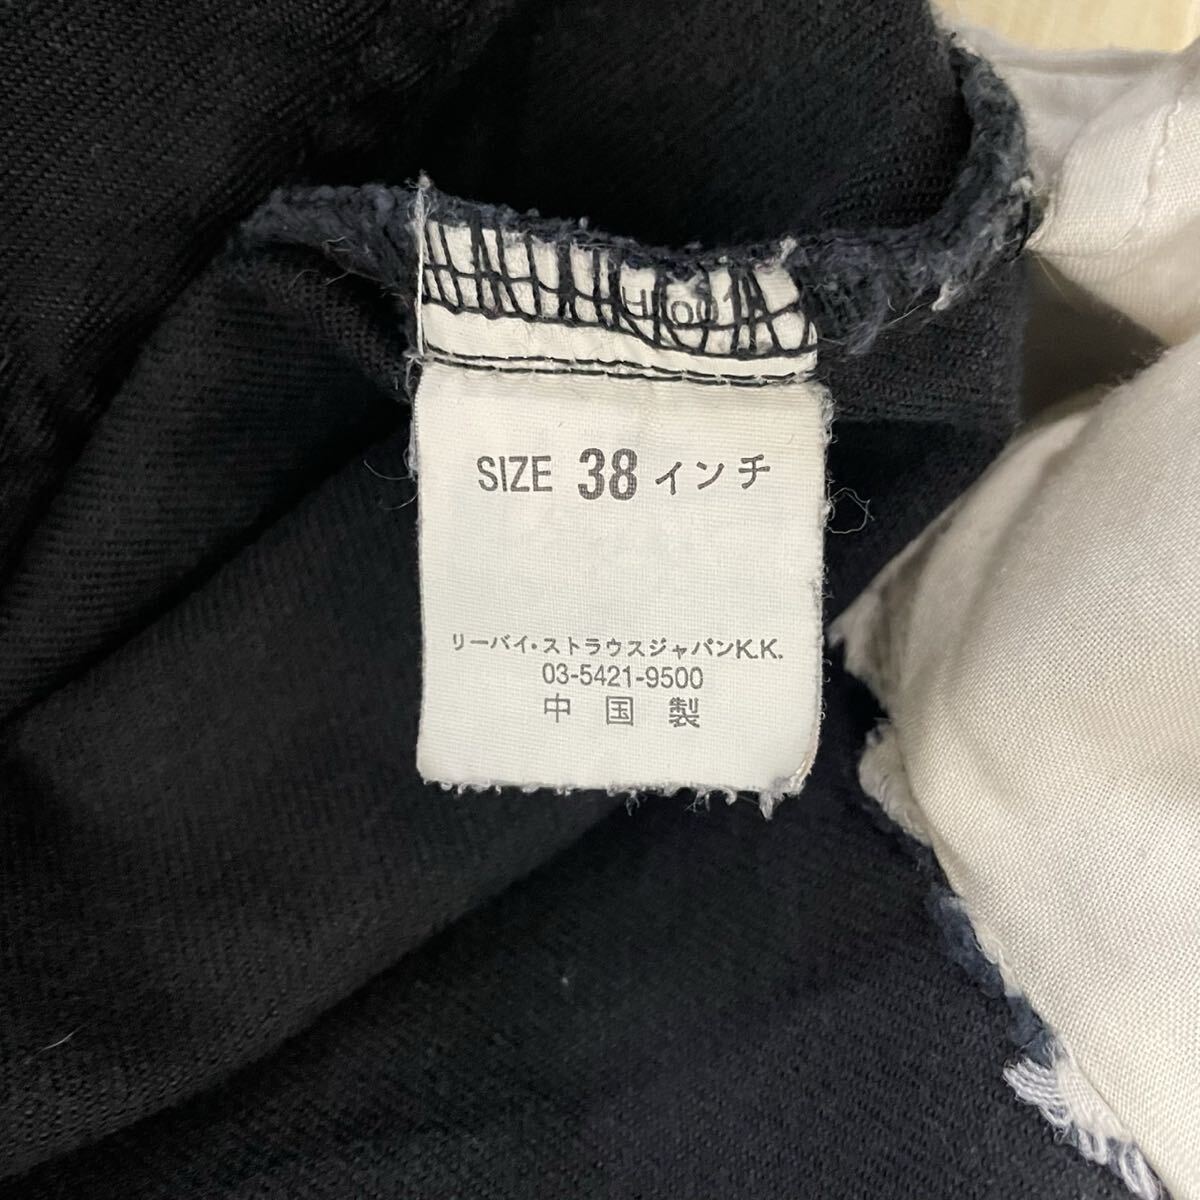 SIZE 38 インチ
リーバイ・ストラウスジャパンK.K.
03-5421-9500
中国製